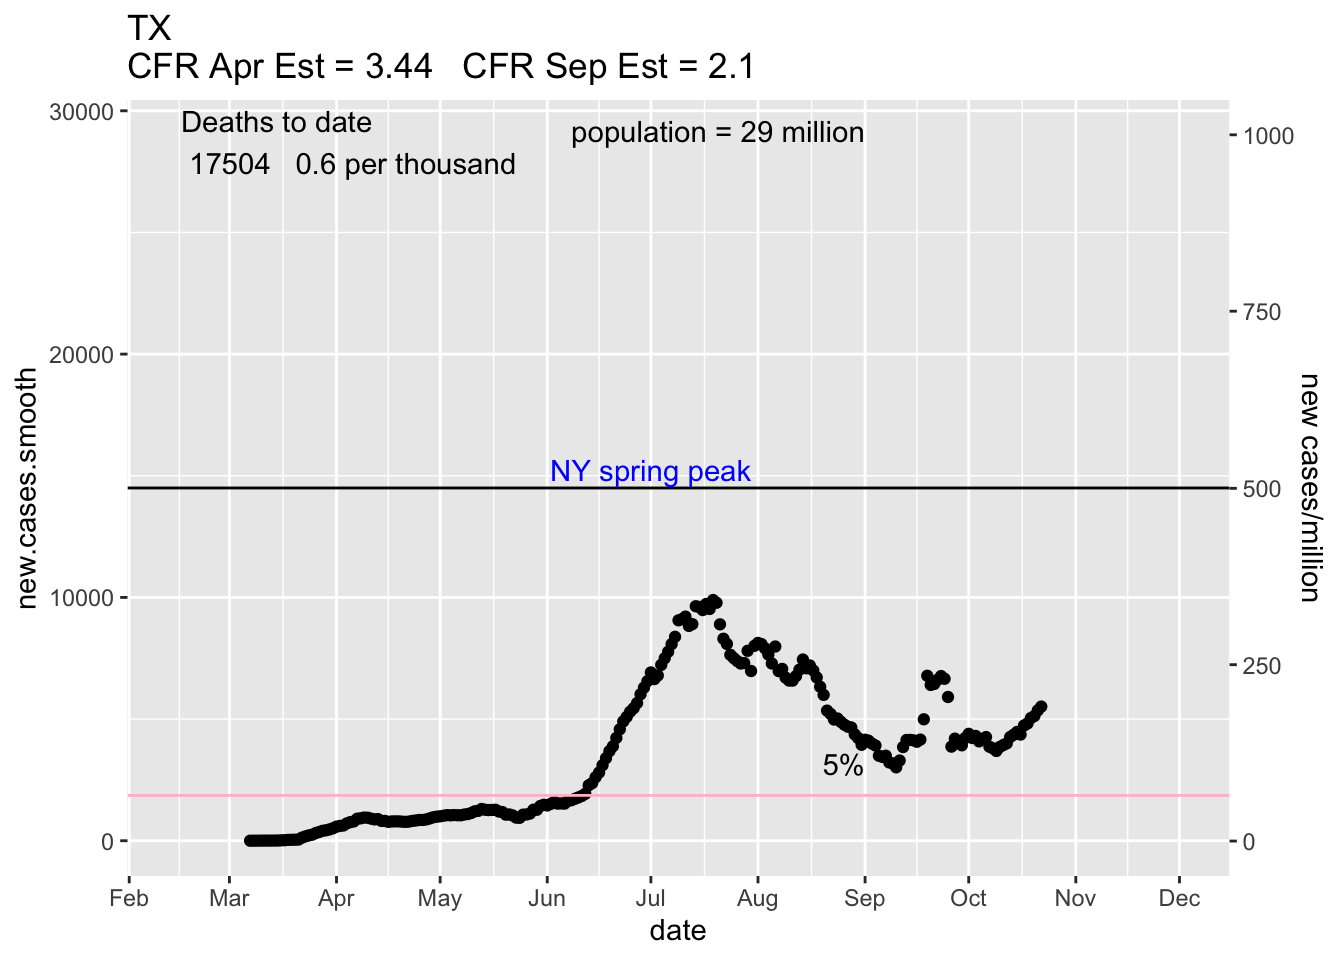 TX
CFR Apr Est = 3.44   CFR Sep Est = 2.1
30000
20000
10000
0
new.cases.smooth
Deaths to date
17504   0.6 per thousand
population = 29 million
NY spring peak
5%
1000
750
500
250
0
new cases/million
Feb Mar Apr May Jun Jul Aug Sep Oct Nov Dec
date